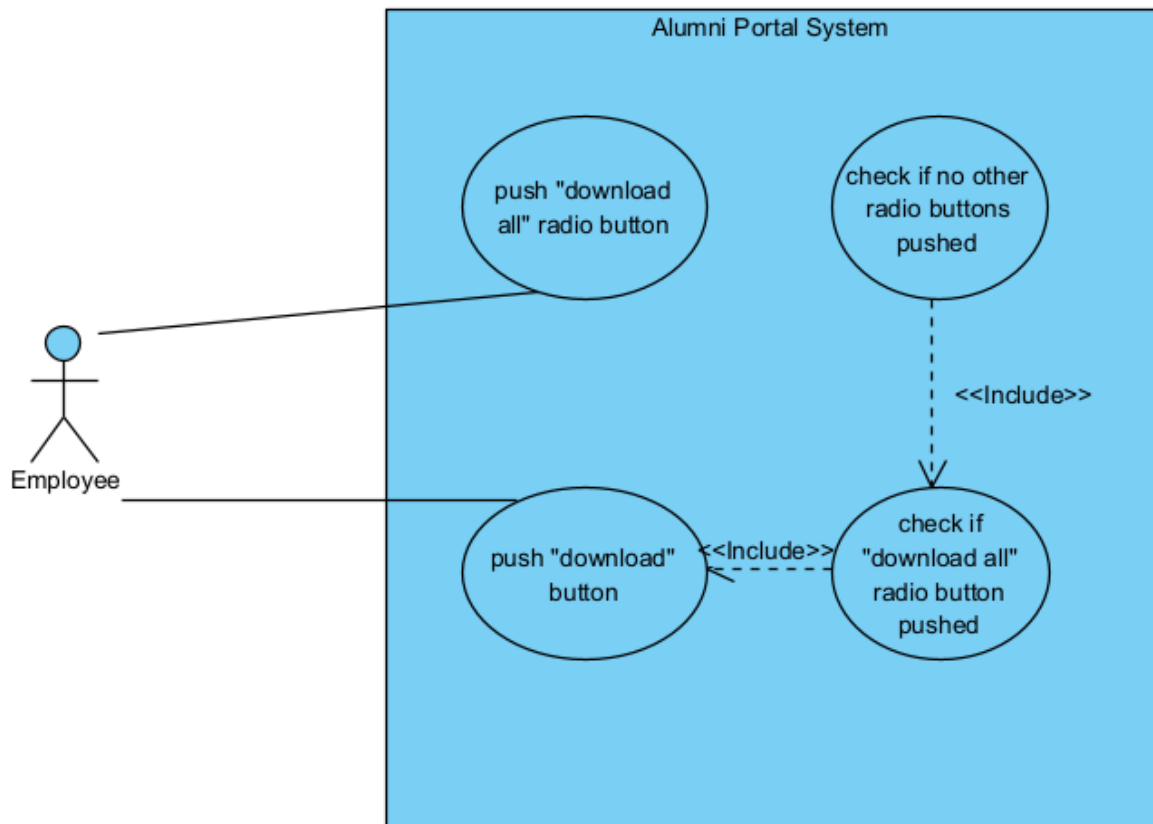 Alumni Portal System
push "download
all" radio button
check if no other
radio buttons
pushed
<<Include>>
Employee
push "download"
button
<<Include>>
check if
"download all"
radio button
pushed